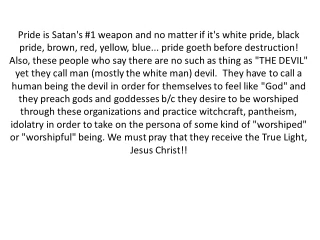 Pride is Satan's #1 weapon and no matter if it's white pride, black
pride, brown, red, yellow, blue... pride goeth before destruction!
Also, these people who say there are no such as thing as "THE DEVIL"
yet they call man (mostly the white man) devil.  They have to call a
human being the devil in order for themselves to feel like "God" and
they preach gods and goddesses b/c they desire to be worshiped
through these organizations and practice witchcraft, pantheism,
idolatry in order to take on the persona of some kind of "worshiped"
or "worshipful" being. We must pray that they receive the True Light,
Jesus Christ!!